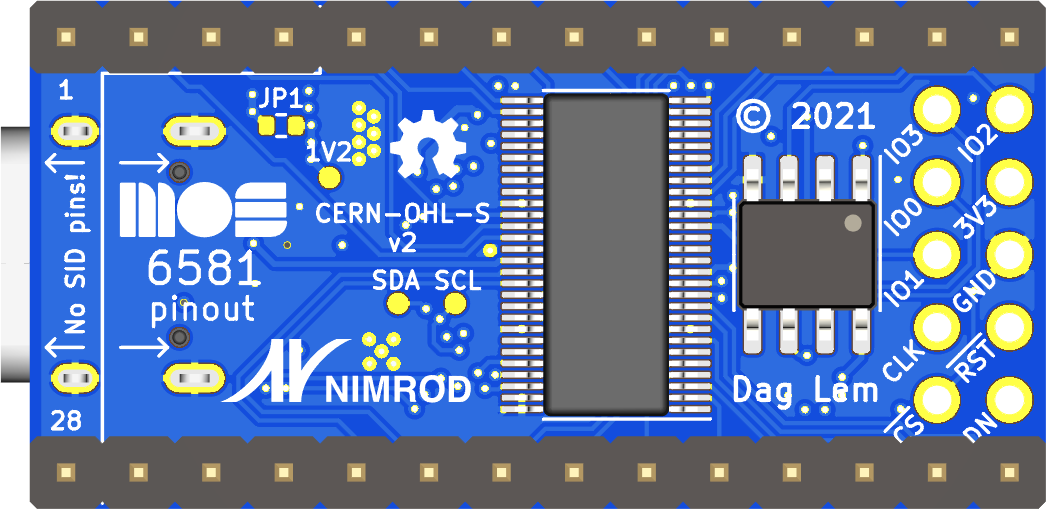 1
JP1
1V2
No SID pins!
mos
6581
pinout
28
CERN-OHL-S
v2
SDA SCL
NIMROD
© 2021
Dag Lem
IO3
IO2
IO0
3V3
IO1
GND
CLK
RST
CS
DN